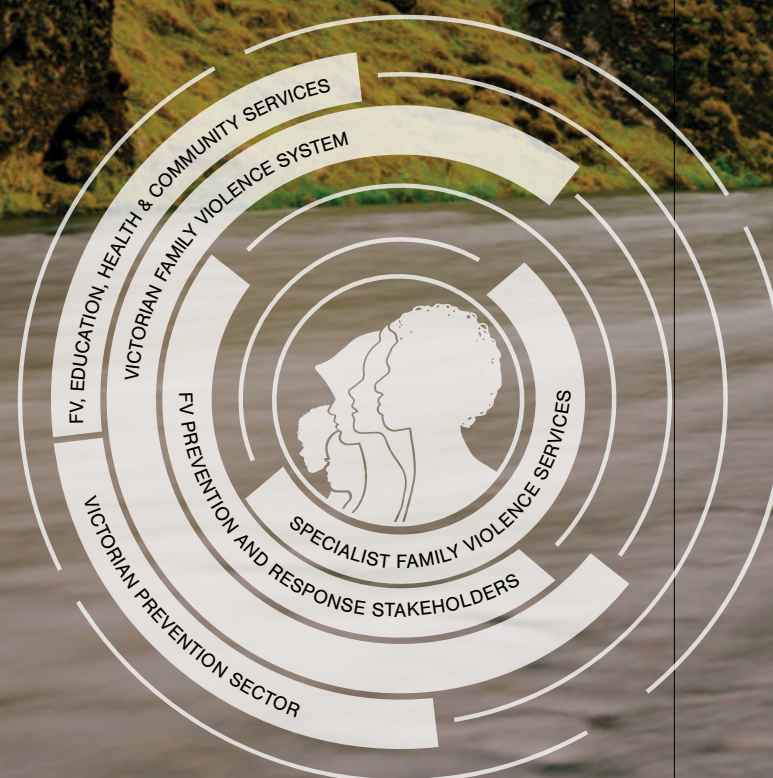 FV, EDUCATION, HEALTH & COMMUNITY SERVICES
VICTORIAN FAMILY VIOLENCE SYSTEM
FV PREVENTION AND RESPONSE STAKEHOLDERS
SPECIALIST FAMILY VIOLENCE SERVICES
VICTORIAN PREVENTION SECTOR